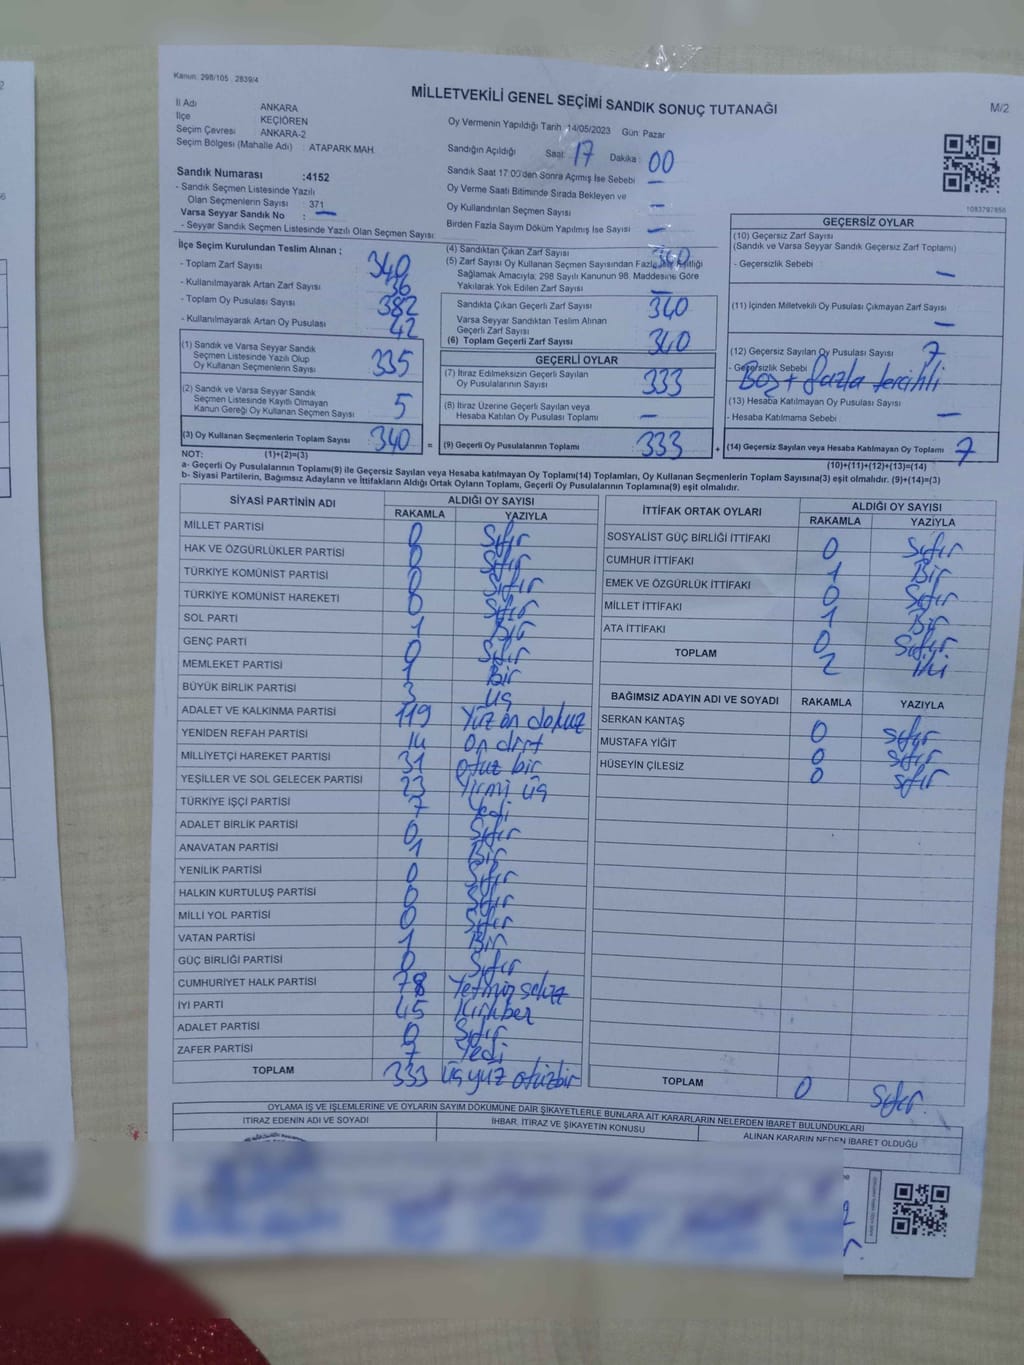 Kanun: 298/105 , 2839/4
MİLLETVEKİLİ GENEL SEÇİMİ SANDIK SONUÇ TUTANAĞI
M/2
İl Adı ANKARA
İlçe KEÇİÖREN
Seçim Çevresi ANKARA-2
Seçim Bölgesi (Mahalle Adı) : ATAPARK MAH.
Oy Vermenin Yapıldığı Tarih :14/05/2023 Gün: Pazar
Sandığın Açıldığı Saat: 17 Dakika : 00
Sandık Saat 17:00'den Sonra Açılmış İse Sebebi —
Oy Verme Saati Bitiminde Sırada Bekleyen ve
Oy Kullandırılan Seçmen Sayısı —
Birden Fazla Sayım Döküm Yapılmış İse Sayısı —
1083797856
Sandık Numarası :4152
- Sandık Seçmen Listesinde Yazılı
Olan Seçmenlerin Sayısı : 371
Varsa Seyyar Sandık No : —
- Seyyar Sandık Seçmen Listesinde Yazılı Olan Seçmen Sayısı:
İlçe Seçim Kurulundan Teslim Alınan ;
- Toplam Zarf Sayısı
- Kullanılmayarak Artan Zarf Sayısı 36
- Toplam Oy Pusulası Sayısı 382
- Kullanılmayarak Artan Oy Pusulası 42
(1) Sandık ve Varsa Seyyar Sandık
Seçmen Listesinde Yazılı Olup
Oy Kullanan Seçmenlerin Sayısı 335
(2) Sandık ve Varsa Seyyar Sandık
Seçmen Listesinde Kayıtlı Olmayan
Kanun Gereği Oy Kullanan Seçmen Sayısı 5
(3) Oy Kullanan Seçmenlerin Toplam Sayısı 340 =
(4) Sandıktan Çıkan Zarf Sayısı 340
(5) Zarf Sayısı Oy Kullanan Seçmen Sayısından Fazla İse, Eşitliği
Sağlamak Amacıyla; 298 Sayılı Kanunun 98. Maddesine Göre
Yakılarak Yok Edilen Zarf Sayısı —
Sandıkta Çıkan Geçerli Zarf Sayısı 340
Varsa Seyyar Sandıktan Teslim Alınan
Geçerli Zarf Sayısı
(6) Toplam Geçerli Zarf Sayısı 340
GEÇERLİ OYLAR
(7) İtiraz Edilmeksizin Geçerli Sayılan
Oy Pusulalarının Sayısı 333
(8) İtiraz Üzerine Geçerli Sayılan veya
Hesaba Katılan Oy Pusulası Toplamı —
(9) Geçerli Oy Pusulalarının Toplamı 333 +
GEÇERSİZ OYLAR
(10) Geçersiz Zarf Sayısı
(Sandık ve Varsa Seyyar Sandık Geçersiz Zarf Toplamı)
- Geçersizlik Sebebi —
(11) İçinden Milletvekili Oy Pusulası Çıkmayan Zarf Sayısı
—
(12) Geçersiz Sayılan Oy Pusulası Sayısı 7
- Geçersizlik Sebebi Boş + fazla tercihli
(13) Hesaba Katılmayan Oy Pusulası Sayısı
- Hesaba Katılmama Sebebi —
(14) Geçersiz Sayılan veya Hesaba Katılmayan Oy Toplamı 7
NOT: (1)+(2)=(3)
(10)+(11)+(12)+(13)=(14)
a- Geçerli Oy Pusulalarının Toplamı(9) ile Geçersiz Sayılan veya Hesaba katılmayan Oy Toplamı(14) Toplamları, Oy Kullanan Seçmenlerin Toplam Sayısına(3) eşit olmalıdır. (9)+(14)=(3)
b- Siyasi Partilerin, Bağımsız Adayların ve İttifakların Aldığı Ortak Oyların Toplamı, Geçerli Oy Pusulalarının Toplamına(9) eşit olmalıdır.
SİYASİ PARTİNİN ADI ALDIĞI OY SAYISI
RAKAMLA YAZIYLA
MİLLET PARTİSİ 0 Sıfır
HAK VE ÖZGÜRLÜKLER PARTİSİ 0 Sıfır
TÜRKİYE KOMÜNİST PARTİSİ 0 Sıfır
TÜRKİYE KOMÜNİST HAREKETİ 0 Sıfır
SOL PARTİ 1 Bir
GENÇ PARTİ 0 Sıfır
MEMLEKET PARTİSİ 1 Bir
BÜYÜK BİRLİK PARTİSİ 3 Üç
ADALET VE KALKINMA PARTİSİ 119 Yüz on dokuz
YENİDEN REFAH PARTİSİ 14 On dört
MİLLİYETÇİ HAREKET PARTİSİ 31 Otuz bir
YEŞİLLER VE SOL GELECEK PARTİSİ 23 Yirmi üç
TÜRKİYE İŞÇİ PARTİSİ 7 Yedi
ADALET BİRLİK PARTİSİ 0 Sıfır
ANAVATAN PARTİSİ 1 Bir
YENİLİK PARTİSİ 0 Sıfır
HALKIN KURTULUŞ PARTİSİ 0 Sıfır
MİLLİ YOL PARTİSİ 0 Sıfır
VATAN PARTİSİ 1 Bir
GÜÇ BİRLİĞİ PARTİSİ 0 Sıfır
CUMHURİYET HALK PARTİSİ 78 Yetmiş sekiz
İYİ PARTİ 45 Kırkbeş
ADALET PARTİSİ 0 Sıfır
ZAFER PARTİSİ 7 Yedi
TOPLAM 333 üçyüz otuzbir
İTTİFAK ORTAK OYLARI ALDIĞI OY SAYISI
RAKAMLA YAZIYLA
SOSYALİST GÜÇ BİRLİĞİ İTTİFAKI 0 Sıfır
CUMHUR İTTİFAKI 1 Bir
EMEK VE ÖZGÜRLÜK İTTİFAKI 0 Sıfır
MİLLET İTTİFAKI 1 Bir
ATA İTTİFAKI 0 Sıfır
TOPLAM 2 İki
BAĞIMSIZ ADAYIN ADI VE SOYADI RAKAMLA YAZIYLA
SERKAN KANTAŞ 0 sıfır
MUSTAFA YİĞİT 0 sıfır
HÜSEYİN ÇİLESİZ 0 sıfır
TOPLAM 0 Sıfır.
OYLAMA İŞ VE İŞLEMLERİNE VE OYLARIN SAYIM DÖKÜMÜNE DAİR ŞİKAYETLERLE BUNLARA AİT KARARLARIN NELERDEN İBARET BULUNDUKLARI
İTİRAZ EDENİN ADI VE SOYADI İHBAR, İTİRAZ VE ŞİKAYETİN KONUSU ALINAN KARARIN NEDEN İBARET OLDUĞU